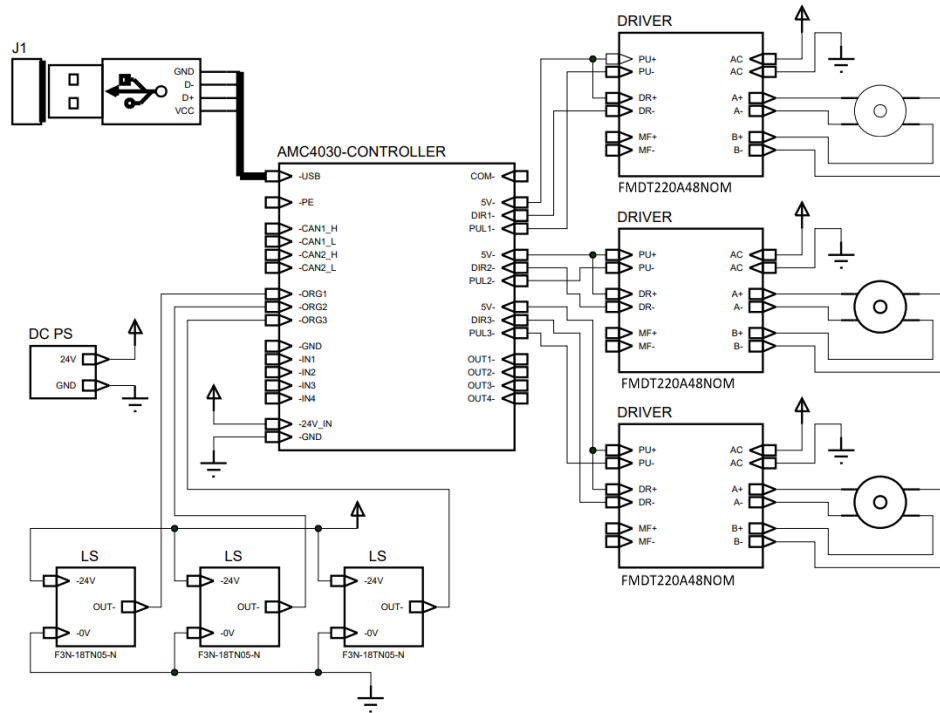 J1
GND
D-
D+
VCC
AMC4030-CONTROLLER
-USB
-PE
-CAN1_H
-CAN1_L
-CAN2_H
-CAN2_L
-ORG1
-ORG2
-ORG3
-GND
-IN1
-IN2
-IN3
-IN4
-24V_IN
-GND
COM-
5V-
DIR1-
PUL1-
5V-
DIR2-
PUL2-
5V-
DIR3-
PUL3-
OUT1-
OUT2-
OUT3-
OUT4-
DRIVER
PU+
PU-
DR+
DR-
MF+
MF-
AC
AC
A+
A-
B+
B-
FMDT220A48NOM
DRIVER
PU+
PU-
DR+
DR-
MF+
MF-
AC
AC
A+
A-
B+
B-
FMDT220A48NOM
DRIVER
PU+
PU-
DR+
DR-
MF+
MF-
AC
AC
A+
A-
B+
B-
FMDT220A48NOM
DC PS
24V
GND
LS
-24V
OUT-
-0V
F3N-18TN05-N
LS
-24V
OUT-
-0V
F3N-18TN05-N
LS
-24V
OUT-
-0V
F3N-18TN05-N